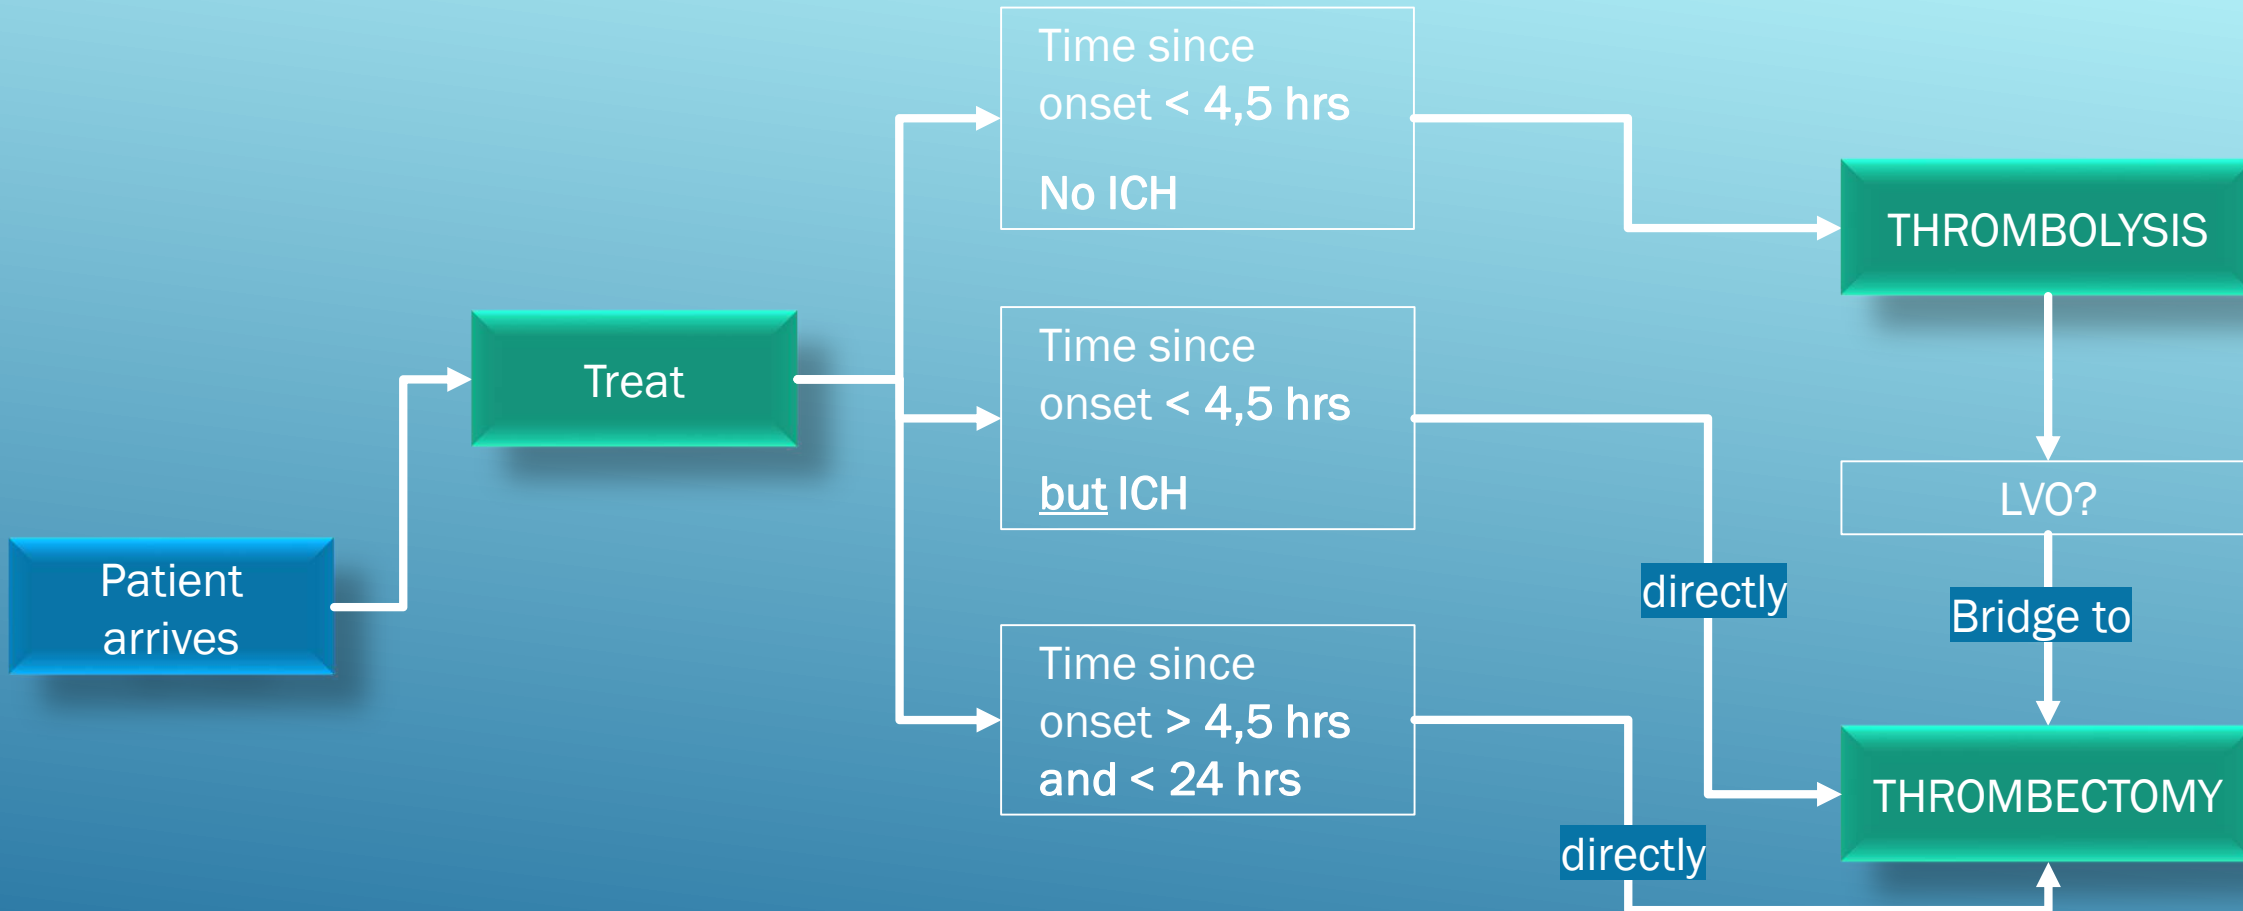 Patient
arrives
Treat
Time since
onset < 4,5 hrs
No ICH
Time since
onset < 4,5 hrs
but ICH
Time since
onset > 4,5 hrs
and < 24 hrs
directly
directly
THROMBOLYSIS
LVO?
Bridge to
THROMBECTOMY